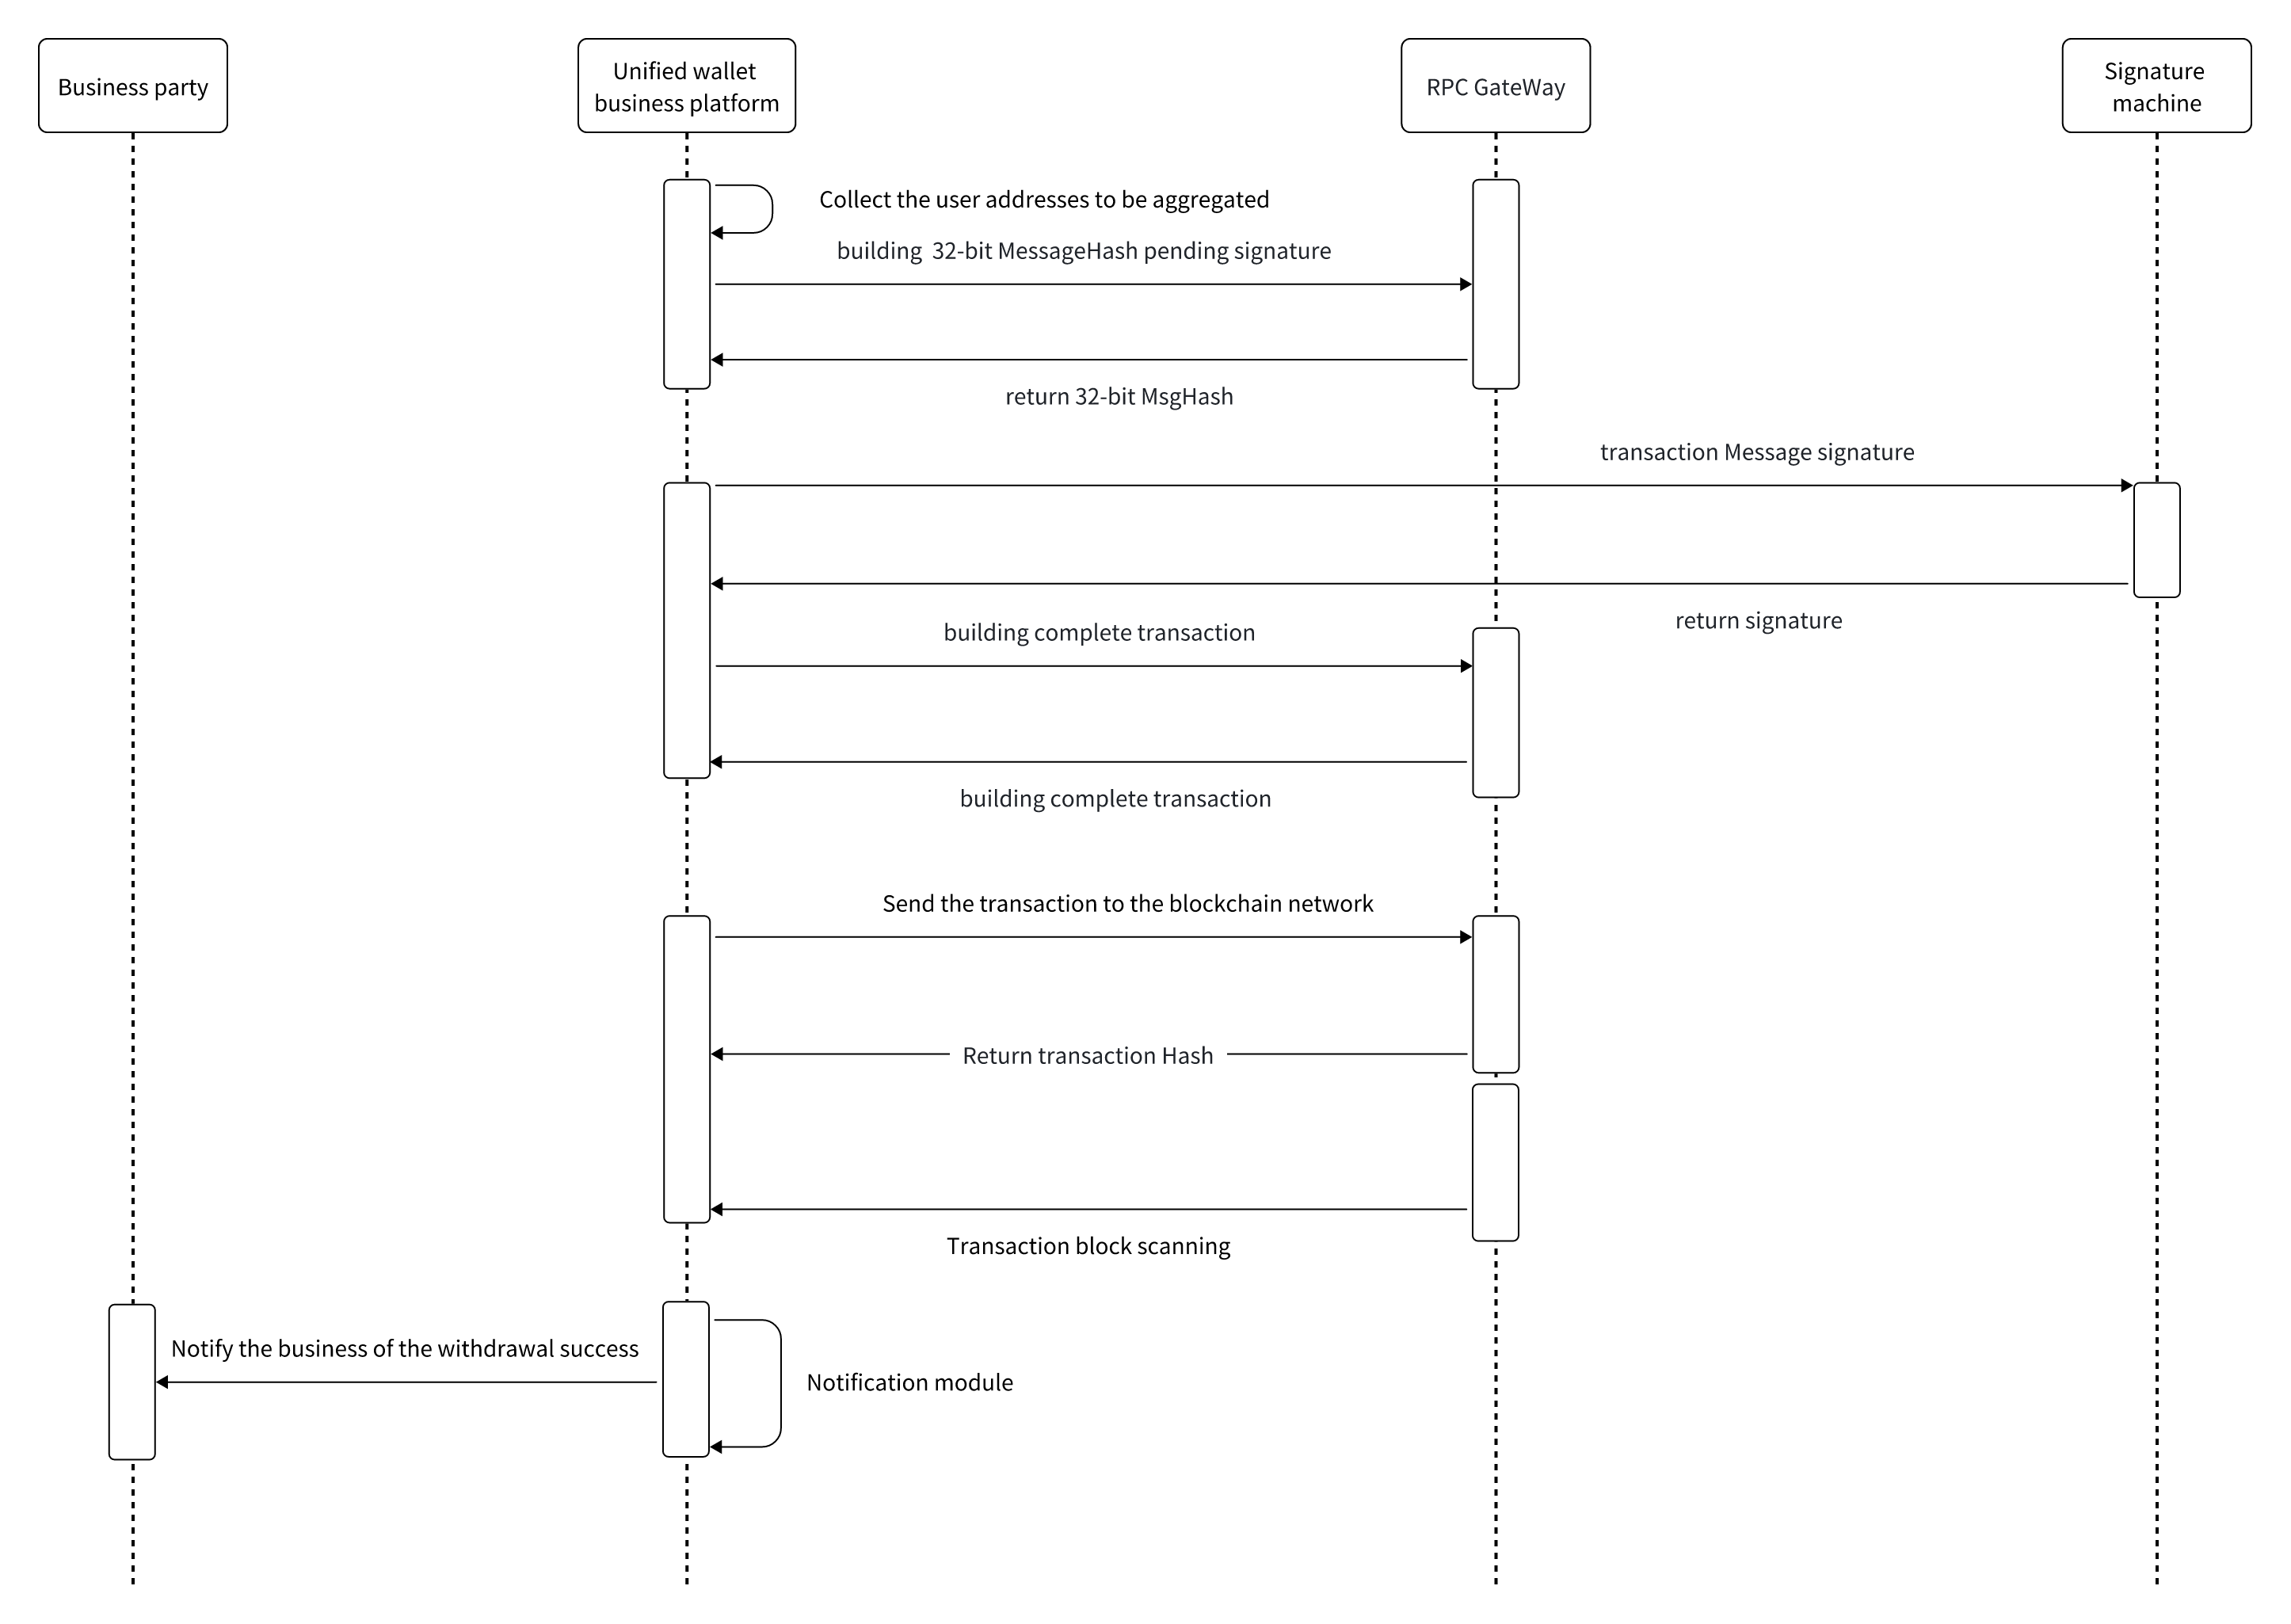 Business party
Unified wallet
business platform
RPC GateWay
Signature
machine
Collect the user addresses to be aggregated
building  32-bit MessageHash pending signature
return 32-bit MsgHash
transaction Message signature
return signature
building complete transaction
building complete transaction
Send the transaction to the blockchain network
Return transaction Hash
Transaction block scanning
Notify the business of the withdrawal success
Notification module